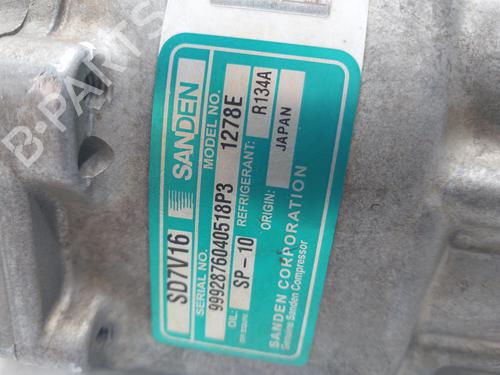 SD7V16
SANDEN
SERIAL NO.
MODEL NO.
9992876040518P3
1278E
OIL:
SP-10
REFRIGERANT:
R134A
ORIGIN:
JAPAN
SANDEN CORPORATION
Genuine Sanden Compressor
B-PARTS